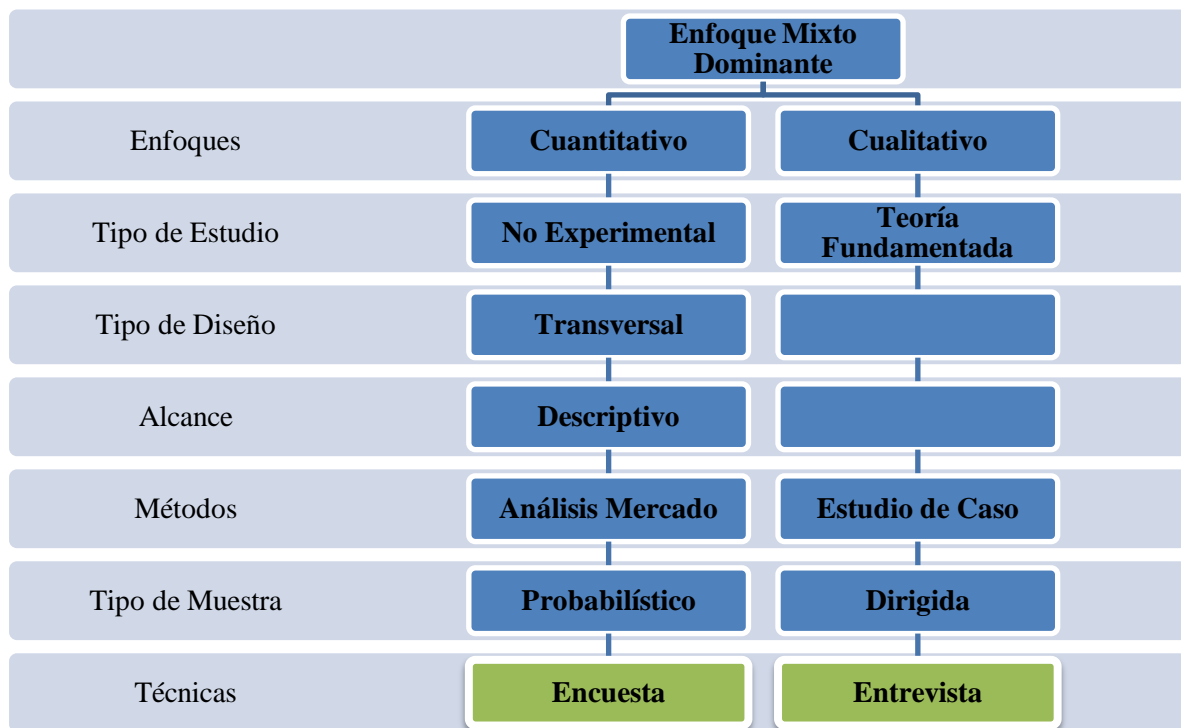 Enfoque Mixto
Dominante
Enfoques
Cuantitativo
Cualitativo
Tipo de Estudio
No Experimental
Teoría
Fundamentada
Tipo de Diseño
Transversal
Alcance
Descriptivo
Métodos
Análisis Mercado
Estudio de Caso
Tipo de Muestra
Probabilístico
Dirigida
Técnicas
Encuesta
Entrevista